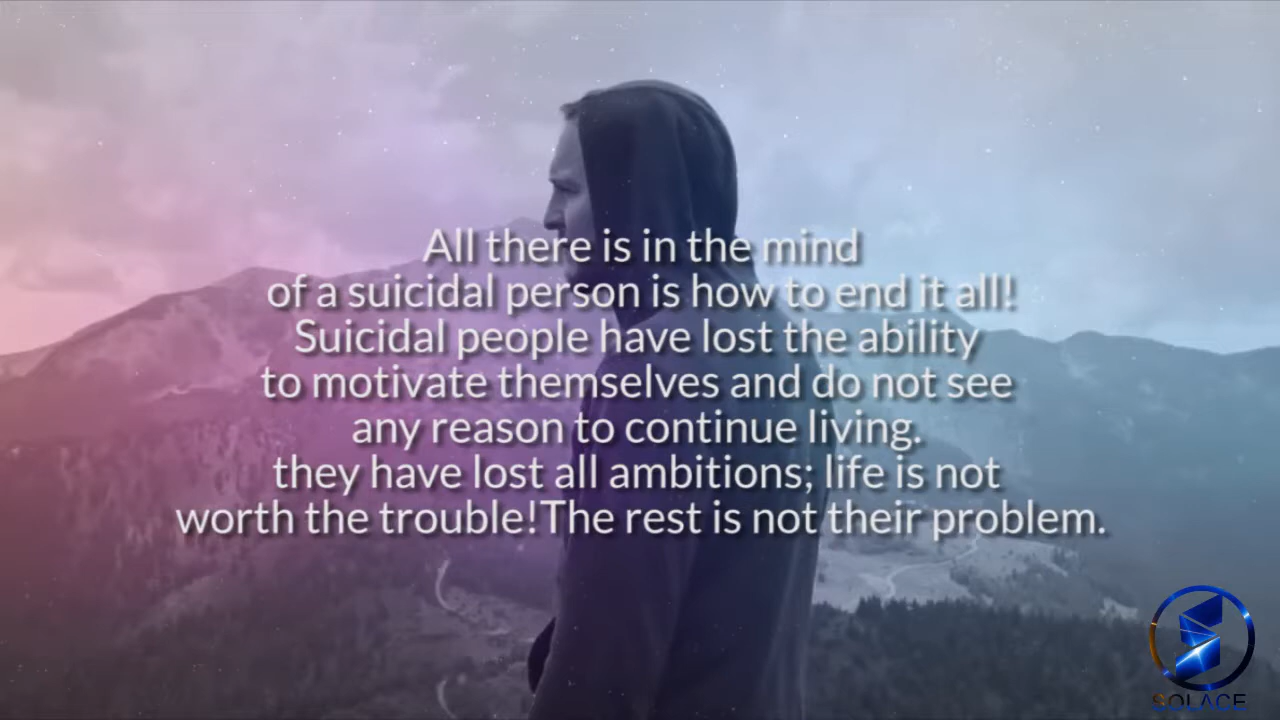 All there is in the mind
of a suicidal person is how to end it all!
Suicidal people have lost the ability
to motivate themselves and do not see
any reason to continue living.
they have lost all ambitions; life is not
worth the trouble!The rest is not their problem.
SOLACE